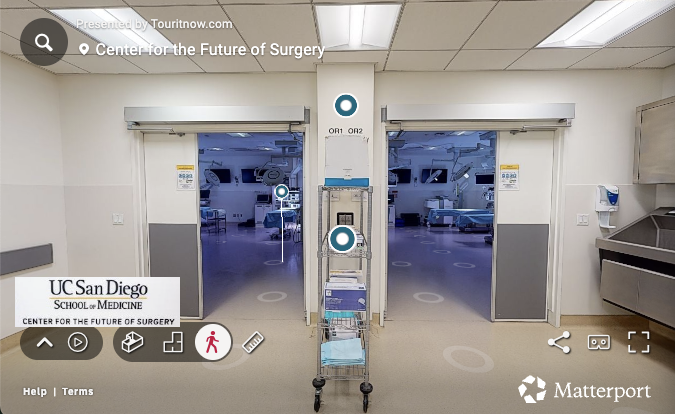 Presented by Touritnow.com
Center for the Future of Surgery
OR1 OR2
UC San Diego
School of Medicine
CENTER FOR THE FUTURE OF SURGERY
Help | Terms
Matterport